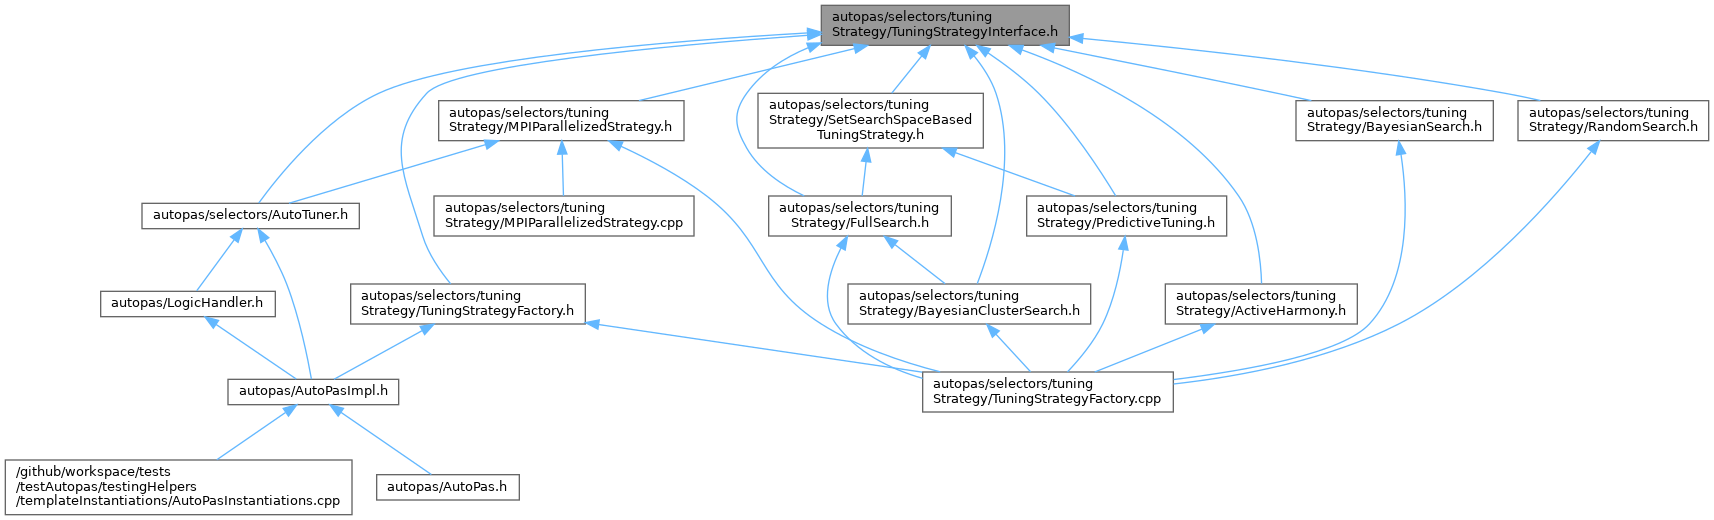 autopas/selectors/tuning
Strategy/TuningStrategyInterface.h
autopas/selectors/tuning
Strategy/MPIParallelizedStrategy.h
autopas/selectors/tuning
Strategy/SetSearchSpaceBased
TuningStrategy.h
autopas/selectors/tuning
Strategy/BayesianSearch.h
autopas/selectors/tuning
Strategy/RandomSearch.h
autopas/selectors/AutoTuner.h
autopas/selectors/tuning
Strategy/MPIParallelizedStrategy.cpp
autopas/selectors/tuning
Strategy/FullSearch.h
autopas/selectors/tuning
Strategy/PredictiveTuning.h
autopas/LogicHandler.h
autopas/selectors/tuning
Strategy/TuningStrategyFactory.h
autopas/selectors/tuning
Strategy/BayesianClusterSearch.h
autopas/selectors/tuning
Strategy/ActiveHarmony.h
autopas/AutoPasImpl.h
autopas/selectors/tuning
Strategy/TuningStrategyFactory.cpp
/github/workspace/tests
/testAutopas/testingHelpers
/templateInstantiations/AutoPasInstantiations.cpp
autopas/AutoPas.h